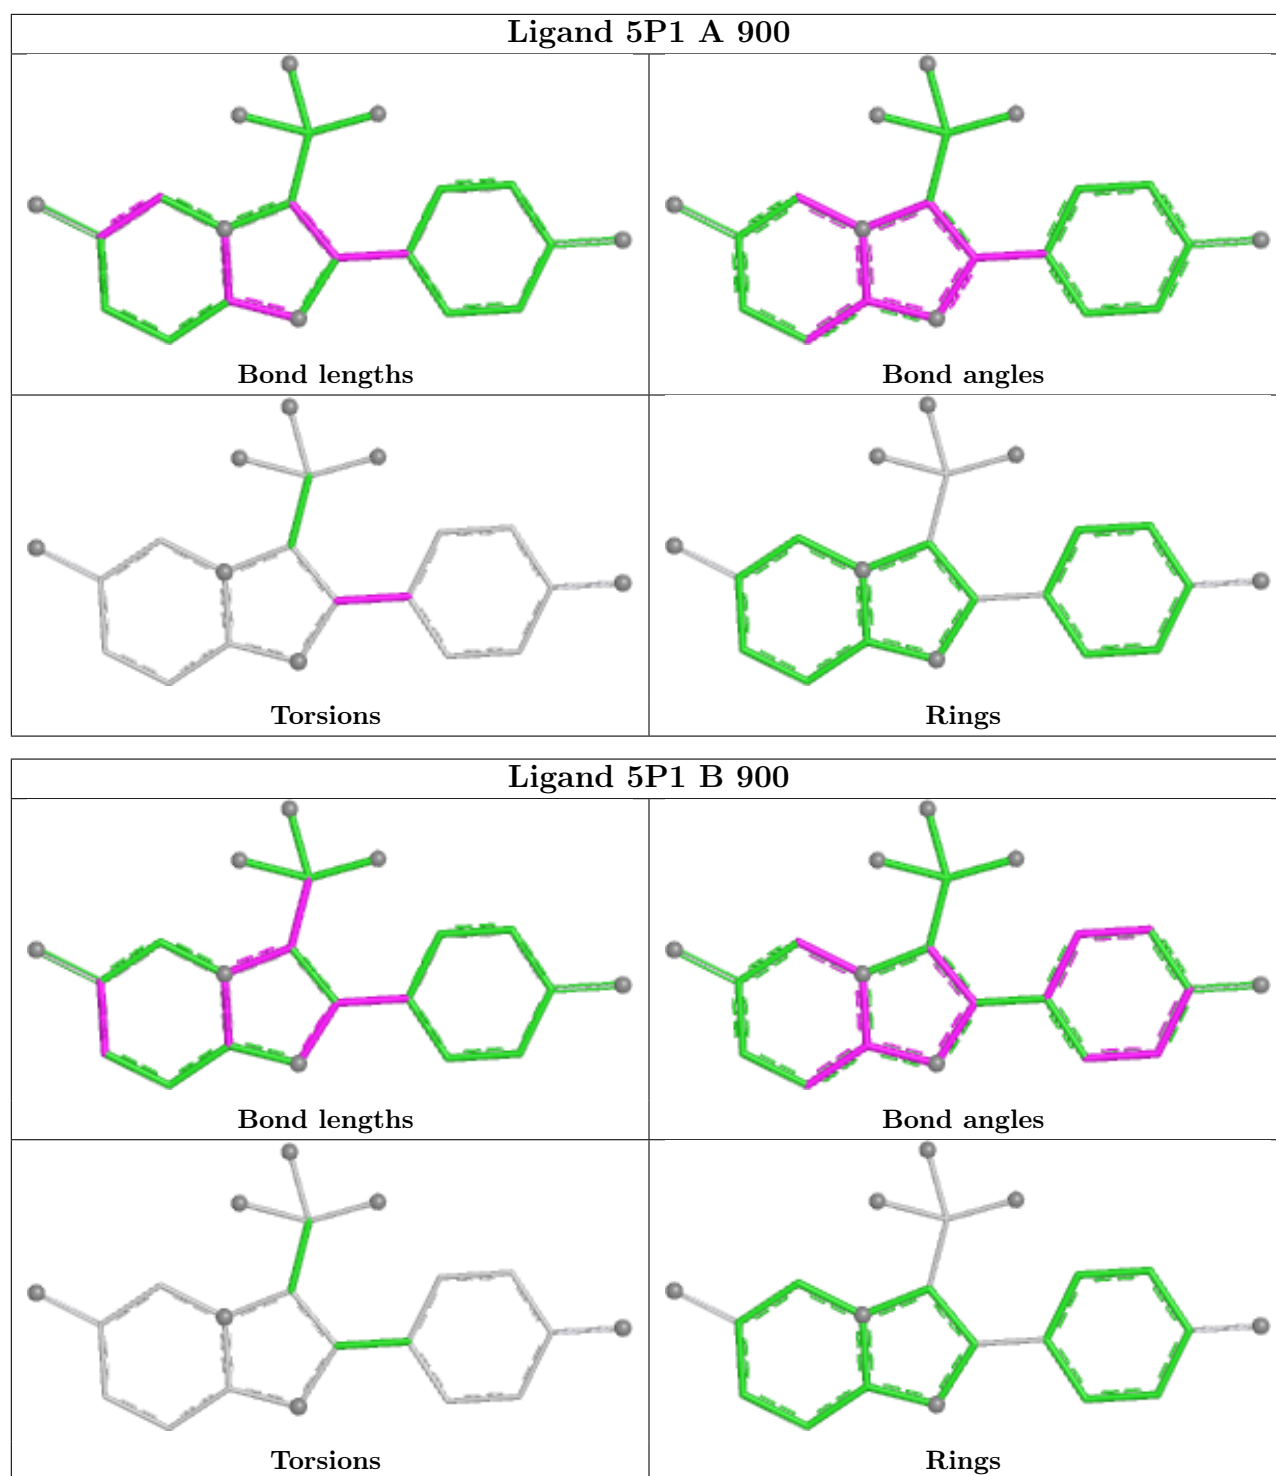 Ligand 5P1 A 900
Bond lengths
Bond angles
Torsions
Rings
Ligand 5P1 B 900
Bond lengths
Bond angles
Torsions
Rings